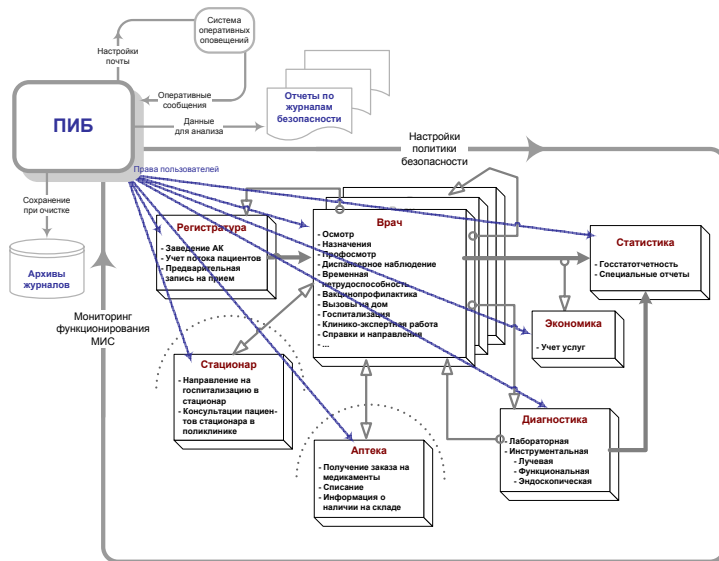 Система
оперативных
оповещений
Настройки
почты
Оперативные
сообщения
Отчеты по
журналам
безопасности
ПИБ
Данные
для анализа
Настройки
политики
безопасности
Права пользователей
Сохранение
при очистке
Архивы
журналов
Мониторинг
функционирования
МИС
Регистратура
- Заведение АК
- Учет потока пациентов
- Предварительная
запись на прием
Врач
- Осмотр
- Назначения
- Профосмотр
- Диспансерное наблюдение
- Временная
нетрудоспособность
- Вакцинопрофилактика
- Вызовы на дом
- Госпитализация
- Клинико-экспертная работа
- Справки и направления
- ...
Статистика
- Госстатотчетность
- Специальные отчеты
Экономика
- Учет услуг
Стационар
- Направление на
госпитализацию в
стационар
- Консультации пациен-
тов стационара в
поликлинике
Аптека
- Получение заказа на
медикаменты
- Списание
- Информация о
наличии на складе
Диагностика
- Лабораторная
- Инструментальная
- Лучевая
- Функциональная
- Эндоскопическая